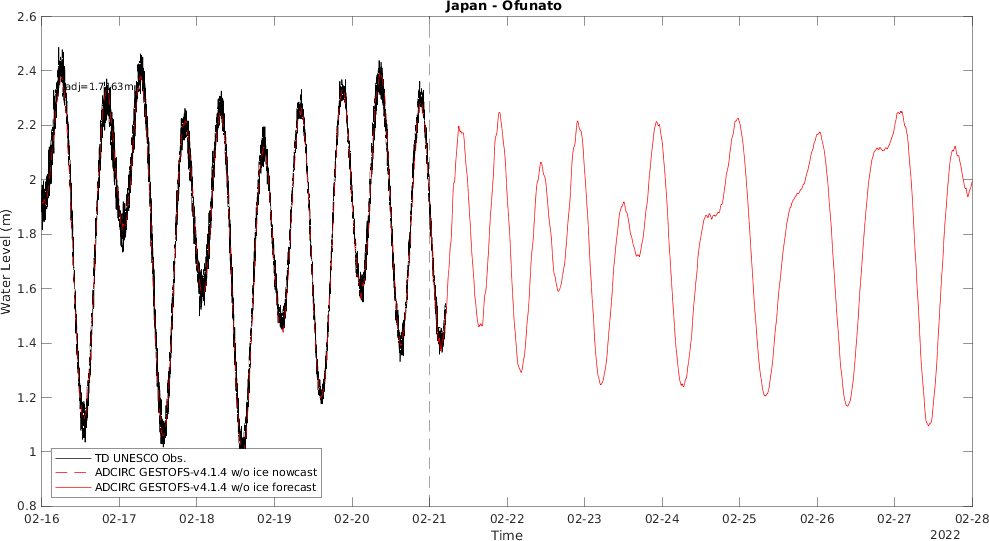 Japan - Ofunato
2.6
2.4
2.2
2
1.8
1.6
1.4
1.2
1
0.8
Water Level (m)
TD UNESCO Obs.
ADCIRC GESTOFS-v4.1.4 w/o ice nowcast
ADCIRC GESTOFS-v4.1.4 w/o ice forecast
02-16 02-17 02-18 02-19 02-20 02-21 02-22 02-23 02-24 02-25 02-26 02-27 02-28
Time
2022